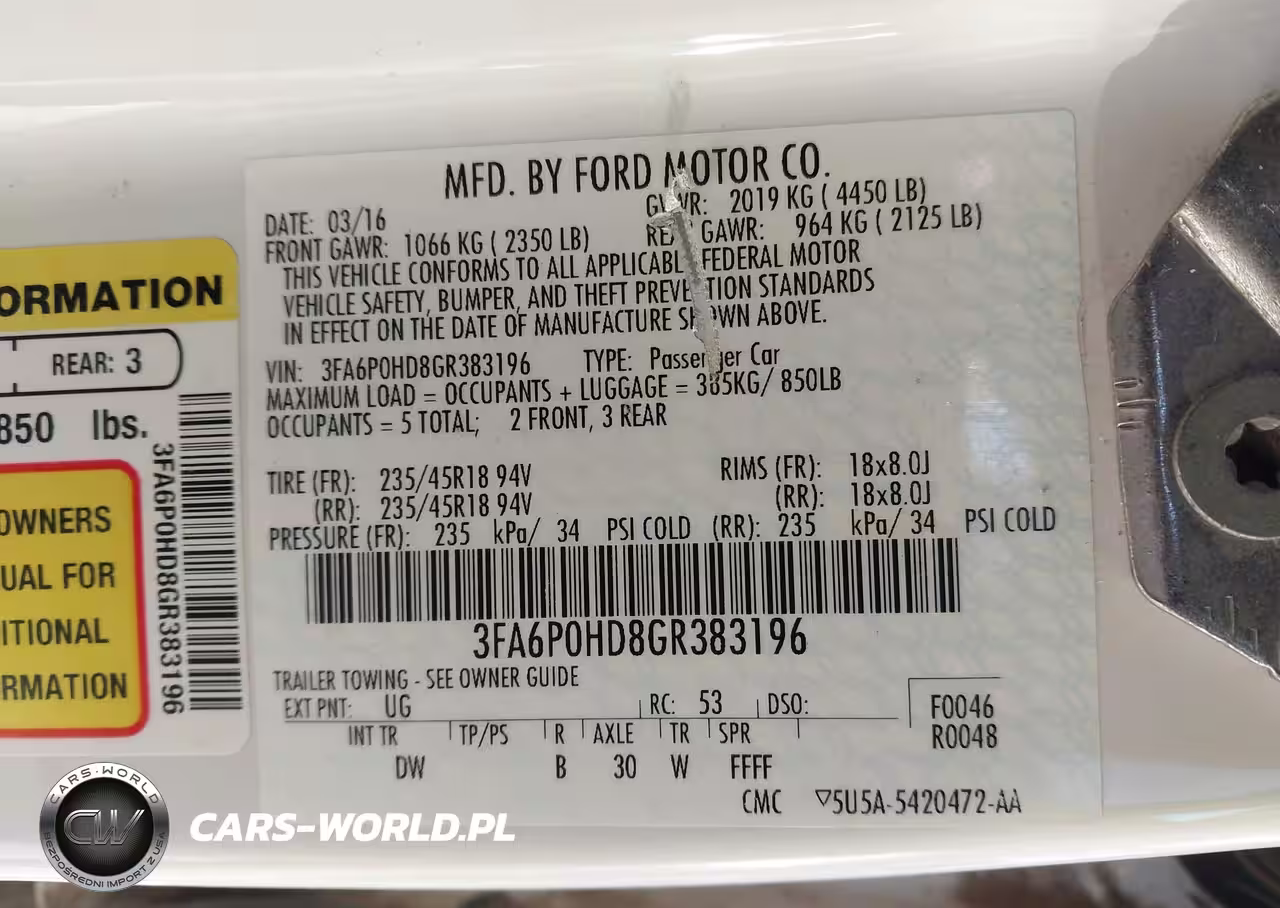 MFD. BY FORD MOTOR CO.
DATE: 03/16 GVWR: 2019 KG ( 4450 LB)
FRONT GAWR: 1066 KG ( 2350 LB) REAR GAWR: 964 KG ( 2125 LB)
THIS VEHICLE CONFORMS TO ALL APPLICABLE FEDERAL MOTOR
VEHICLE SAFETY, BUMPER, AND THEFT PREVENTION STANDARDS
IN EFFECT ON THE DATE OF MANUFACTURE SHOWN ABOVE.
VIN: 3FA6P0HD8GR383196 TYPE: Passenger Car
MAXIMUM LOAD = OCCUPANTS + LUGGAGE = 385KG/ 850LB
OCCUPANTS = 5 TOTAL; 2 FRONT, 3 REAR
TIRE (FR): 235/45R18 94V RIMS (FR): 18x8.0J
(RR): 235/45R18 94V (RR): 18x8.0J
PRESSURE (FR): 235 kPa/ 34 PSI COLD (RR): 235 kPa/ 34 PSI COLD
3FA6P0HD8GR383196
TRAILER TOWING - SEE OWNER GUIDE
EXT PNT: UG RC: 53 DSO:
F0046
R0048
INT TR TP/PS R AXLE TR SPR
DW B 30 W FFFF
CMC ▽5U5A-5420472-AA
ORMATION
REAR: 3
850 lbs.
3FA6P0HD8GR383196
OWNERS
UAL FOR
ITIONAL
RMATION
CARS-WORLD
CW
BEZPOŚREDNI IMPORT Z USA
CARS-WORLD.PL